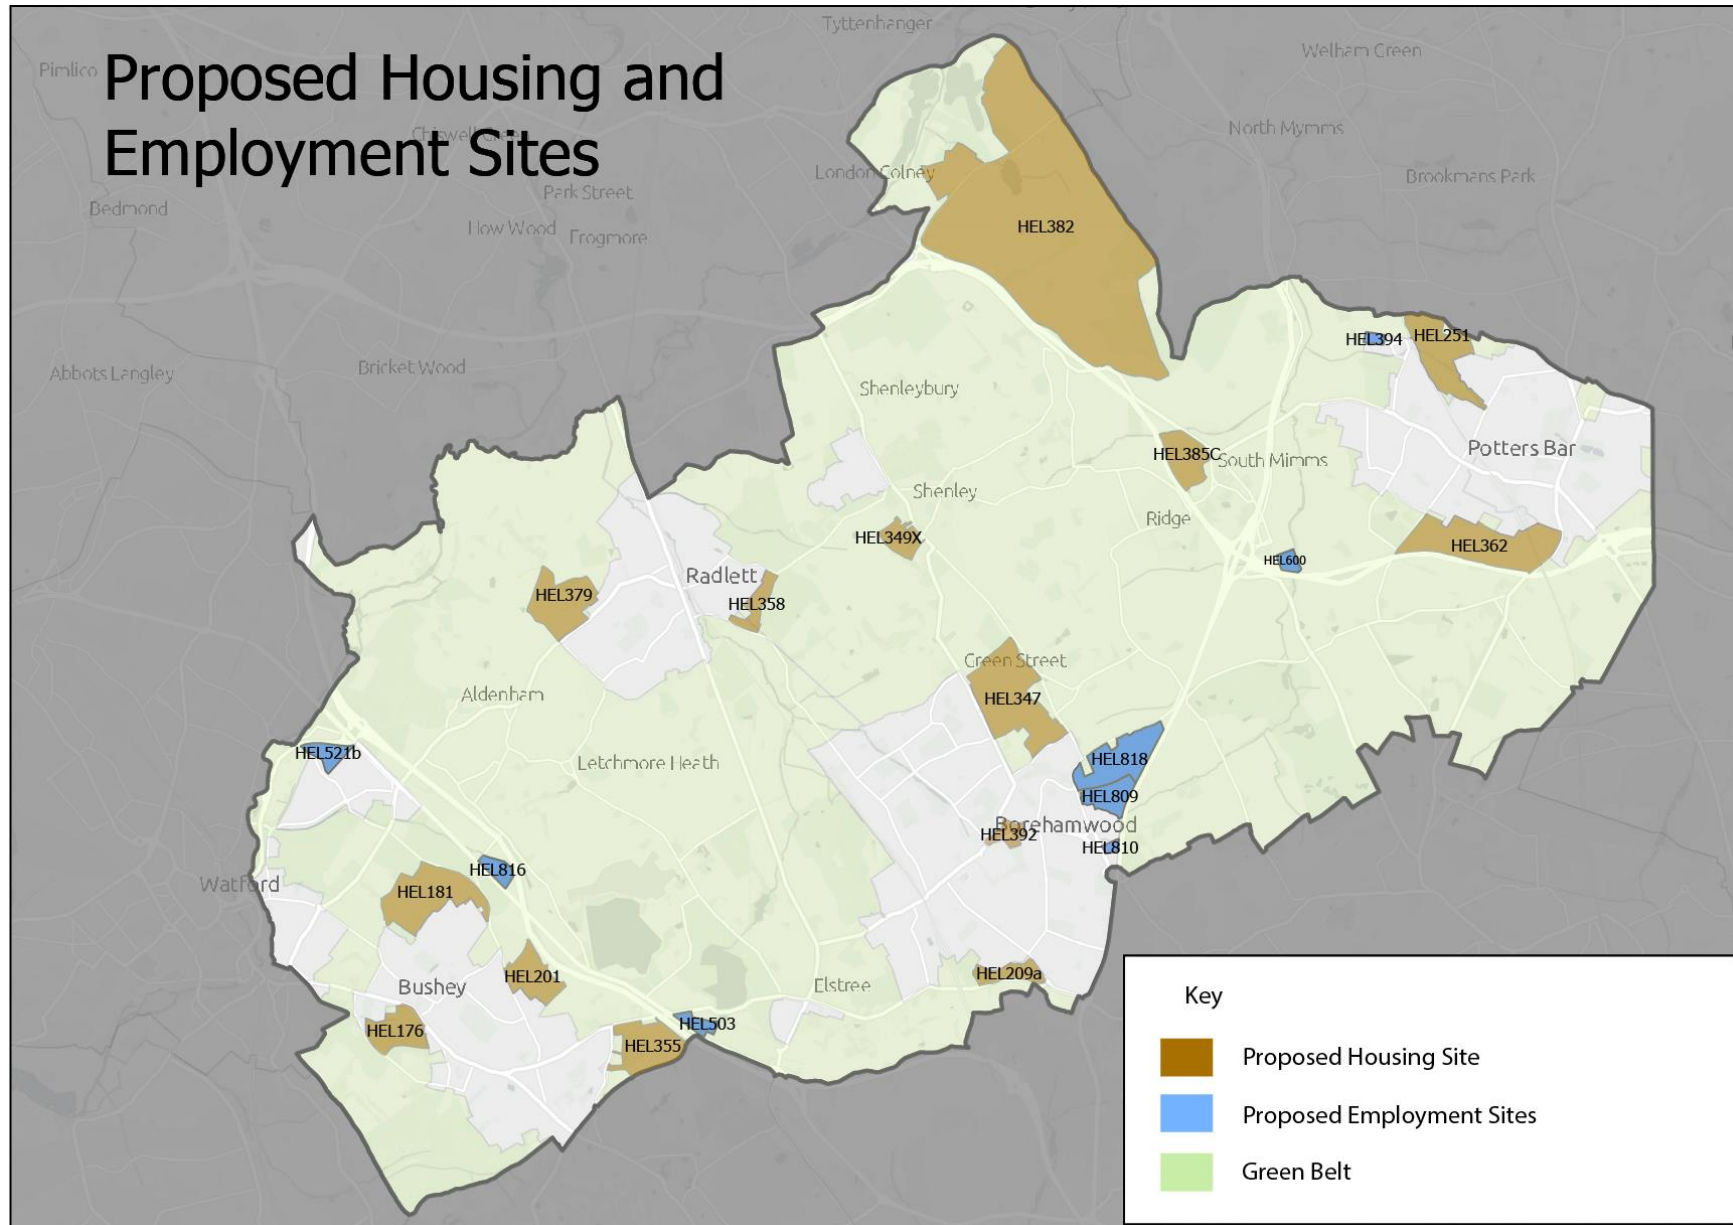 Proposed Housing and
Employment Sites
Tyttenhanger
Welham Green
Pimlico
North Mymms
London Colney
Brookmans Park
Park Street
Bedmond
How Wood
Frogmore
HEL382
HEL394
HEL251
Abbots Langley
Bricket Wood
Shenleybury
Potters Bar
HEL385C
South Mimms
Shenley
Ridge
HEL349X
HEL362
HEL600
Radlett
HEL379
HEL358
Green Street
Aldenham
HEL347
HEL521b
Letchmore Heath
HEL818
HEL809
Borehamwood
HEL392
HEL810
HEL816
Watford
HEL181
HEL201
HEL209a
Bushey
Elstree
HEL503
HEL176
HEL355
Key
Proposed Housing Site
Proposed Employment Sites
Green Belt